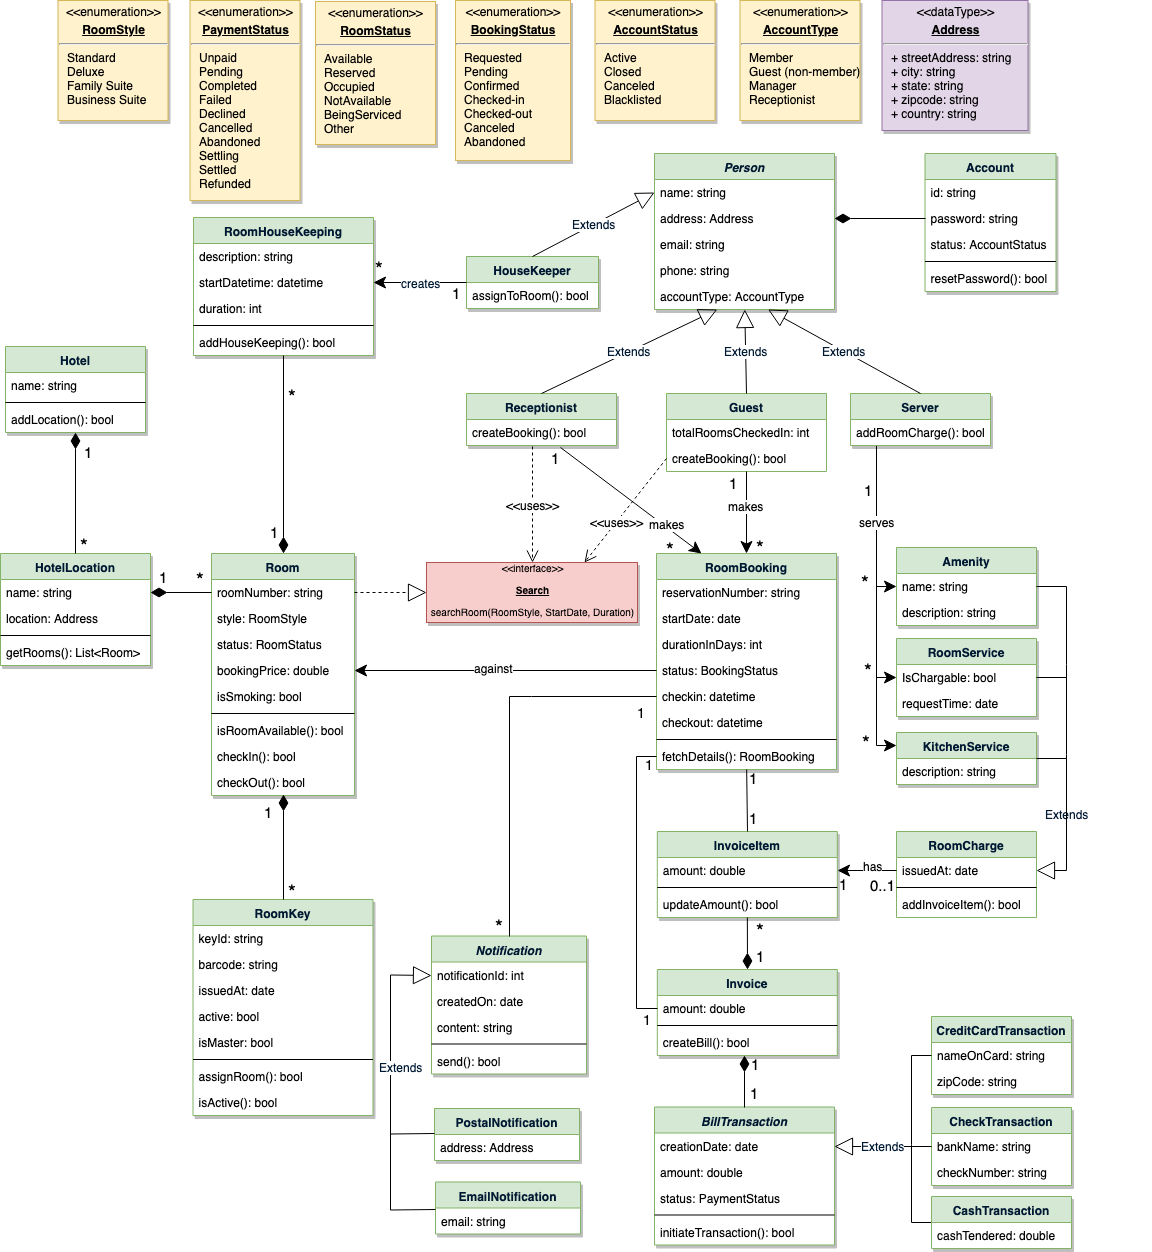 <<enumeration>>
RoomStyle
Standard
Deluxe
Family Suite
Business Suite
<<enumeration>>
PaymentStatus
Unpaid
Pending
Completed
Failed
Declined
Cancelled
Abandoned
Settling
Settled
Refunded
<<enumeration>>
RoomStatus
Available
Reserved
Occupied
NotAvailable
BeingServiced
Other
<<enumeration>>
BookingStatus
Requested
Pending
Confirmed
Checked-in
Checked-out
Canceled
Abandoned
<<enumeration>>
AccountStatus
Active
Closed
Canceled
Blacklisted
<<enumeration>>
AccountType
Member
Guest (non-member)
Manager
Receptionist
<<dataType>>
Address
+ streetAddress: string
+ city: string
+ state: string
+ zipcode: string
+ country: string
Person
name: string
address: Address
email: string
phone: string
accountType: AccountType
Account
id: string
password: string
status: AccountStatus
resetPassword(): bool
RoomHouseKeeping
description: string
startDatetime: datetime
duration: int
addHouseKeeping(): bool
*
creates
1
Extends
HouseKeeper
assignToRoom(): bool
Hotel
name: string
addLocation(): bool
1
*
*
1
Extends
Extends
Extends
Receptionist
createBooking(): bool
1
Guest
totalRoomsCheckedIn: int
createBooking(): bool
1
Server
addRoomCharge(): bool
1
serves
<<uses>>
<<uses>>
makes
makes
*
*
HotelLocation
name: string
location: Address
getRooms(): List<Room>
1
*
Room
roomNumber: string
style: RoomStyle
status: RoomStatus
bookingPrice: double
isSmoking: bool
isRoomAvailable(): bool
checkIn(): bool
checkOut(): bool
<<interface>>
Search
searchRoom(RoomStyle, StartDate, Duration)
against
RoomBooking
reservationNumber: string
startDate: date
durationInDays: int
status: BookingStatus
checkin: datetime
checkout: datetime
fetchDetails(): RoomBooking
1
1
1
1
*
Amenity
name: string
description: string
*
RoomService
IsChargable: bool
requestTime: date
*
KitchenService
description: string
Extends
1
*
InvoiceItem
amount: double
updateAmount(): bool
has
1
0..1
RoomCharge
issuedAt: date
addInvoiceItem(): bool
RoomKey
keyId: string
barcode: string
issuedAt: date
active: bool
isMaster: bool
assignRoom(): bool
isActive(): bool
*
Notification
notificationId: int
createdOn: date
content: string
send(): bool
Extends
PostalNotification
address: Address
EmailNotification
email: string
*
1
Invoice
amount: double
createBill(): bool
1
1
1
BillTransaction
creationDate: date
amount: double
status: PaymentStatus
initiateTransaction(): bool
Extends
CreditCardTransaction
nameOnCard: string
zipCode: string
CheckTransaction
bankName: string
checkNumber: string
CashTransaction
cashTendered: double